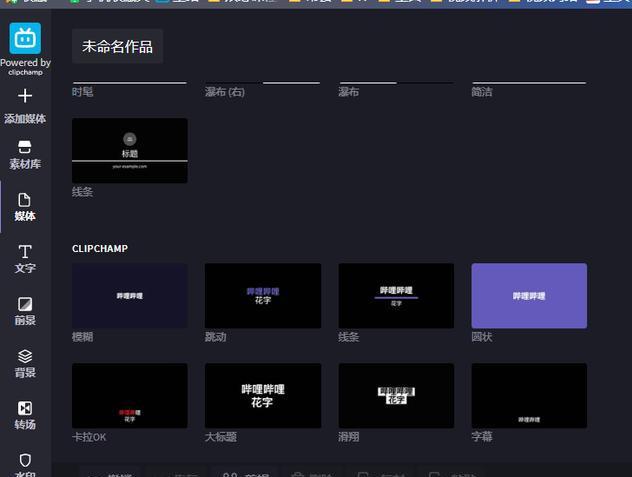 未命名作品
Powered by
clipchamp
添加媒体
素材库
媒体
文字
前景
背景
转场
水印
时髦
瀑布 (右)
瀑布
简洁
标题
your-example.com
线条
CLIPCHAMP
哔哩哔哩
模糊
哔哩哔哩
花字
跳动
哔哩哔哩
花字
线条
哔哩哔哩
圆状
哔哩哔哩
花字
卡拉OK
哔哩哔哩
花字
大标题
哔哩哔哩
花字
滑翔
哔哩哔哩
字幕